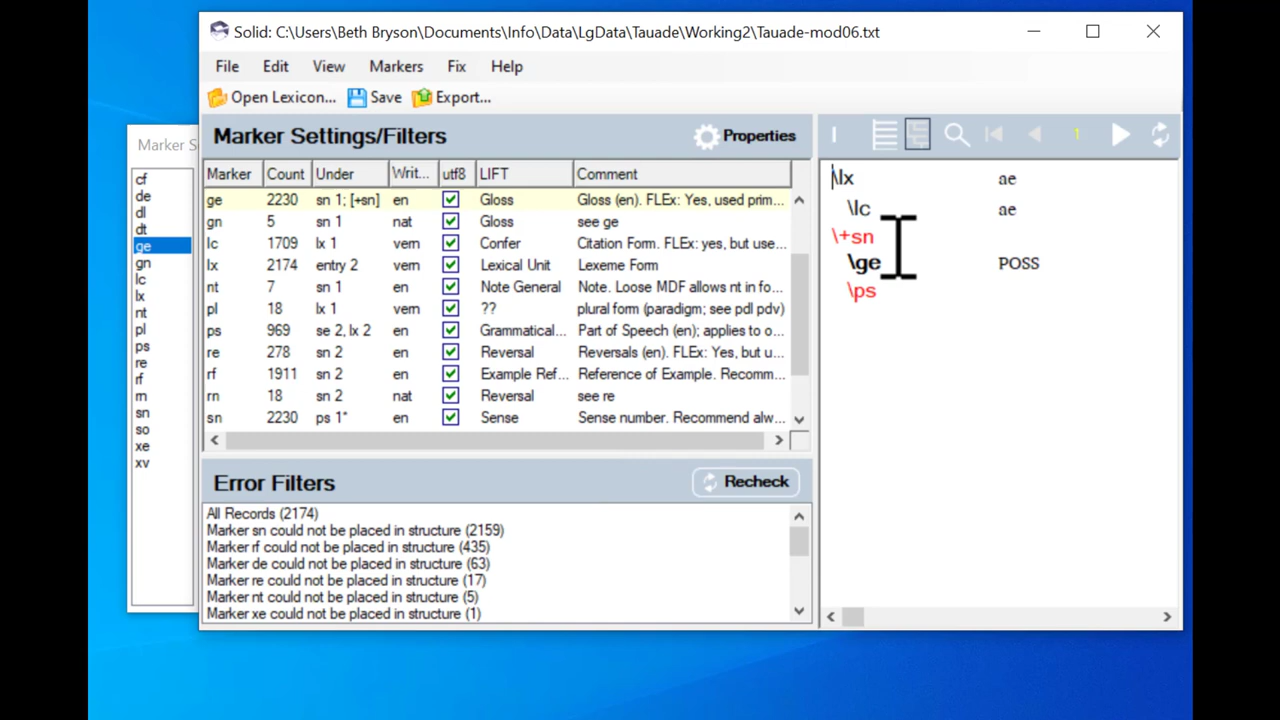 Solid: C:\Users\Beth Bryson\Documents\Info\Data\LgData\Tauade\Working2\Tauade-mod06.txt
File Edit View Markers Fix Help
Open Lexicon... Save Export...
Marker S
cf
de
dl
dt
ge
gn
lc
lx
nt
pl
ps
re
rf
rn
sn
so
xe
xv
Marker Settings/Filters Properties
Marker Count Under Writ... utf8 LIFT Comment
ge 2230 sn 1; [+sn] en Gloss Gloss (en). FLEx: Yes, used prim...
gn 5 sn 1 nat Gloss see ge
lc 1709 lx 1 vern Confer Citation Form. FLEx: yes, but use...
lx 2174 entry 2 vern Lexical Unit Lexeme Form
nt 7 sn 1 en Note General Note. Loose MDF allows nt in fo...
pl 18 lx 1 vern ?? plural form (paradigm; see pdl pdv)
ps 969 se 2, lx 2 en Grammatical... Part of Speech (en); applies to o...
re 278 sn 2 en Reversal Reversals (en). FLEx: Yes, but u...
rf 1911 sn 2 en Example Ref... Reference of Example. Recomm...
rn 18 sn 2 nat Reversal see re
sn 2230 ps 1* en Sense Sense number. Recommend alw...
Error Filters Recheck
All Records (2174)
Marker sn could not be placed in structure (2159)
Marker rf could not be placed in structure (435)
Marker de could not be placed in structure (63)
Marker re could not be placed in structure (17)
Marker nt could not be placed in structure (5)
Marker xe could not be placed in structure (1)
1
\lx ae
\lc ae
\+sn
\ge POSS
\ps